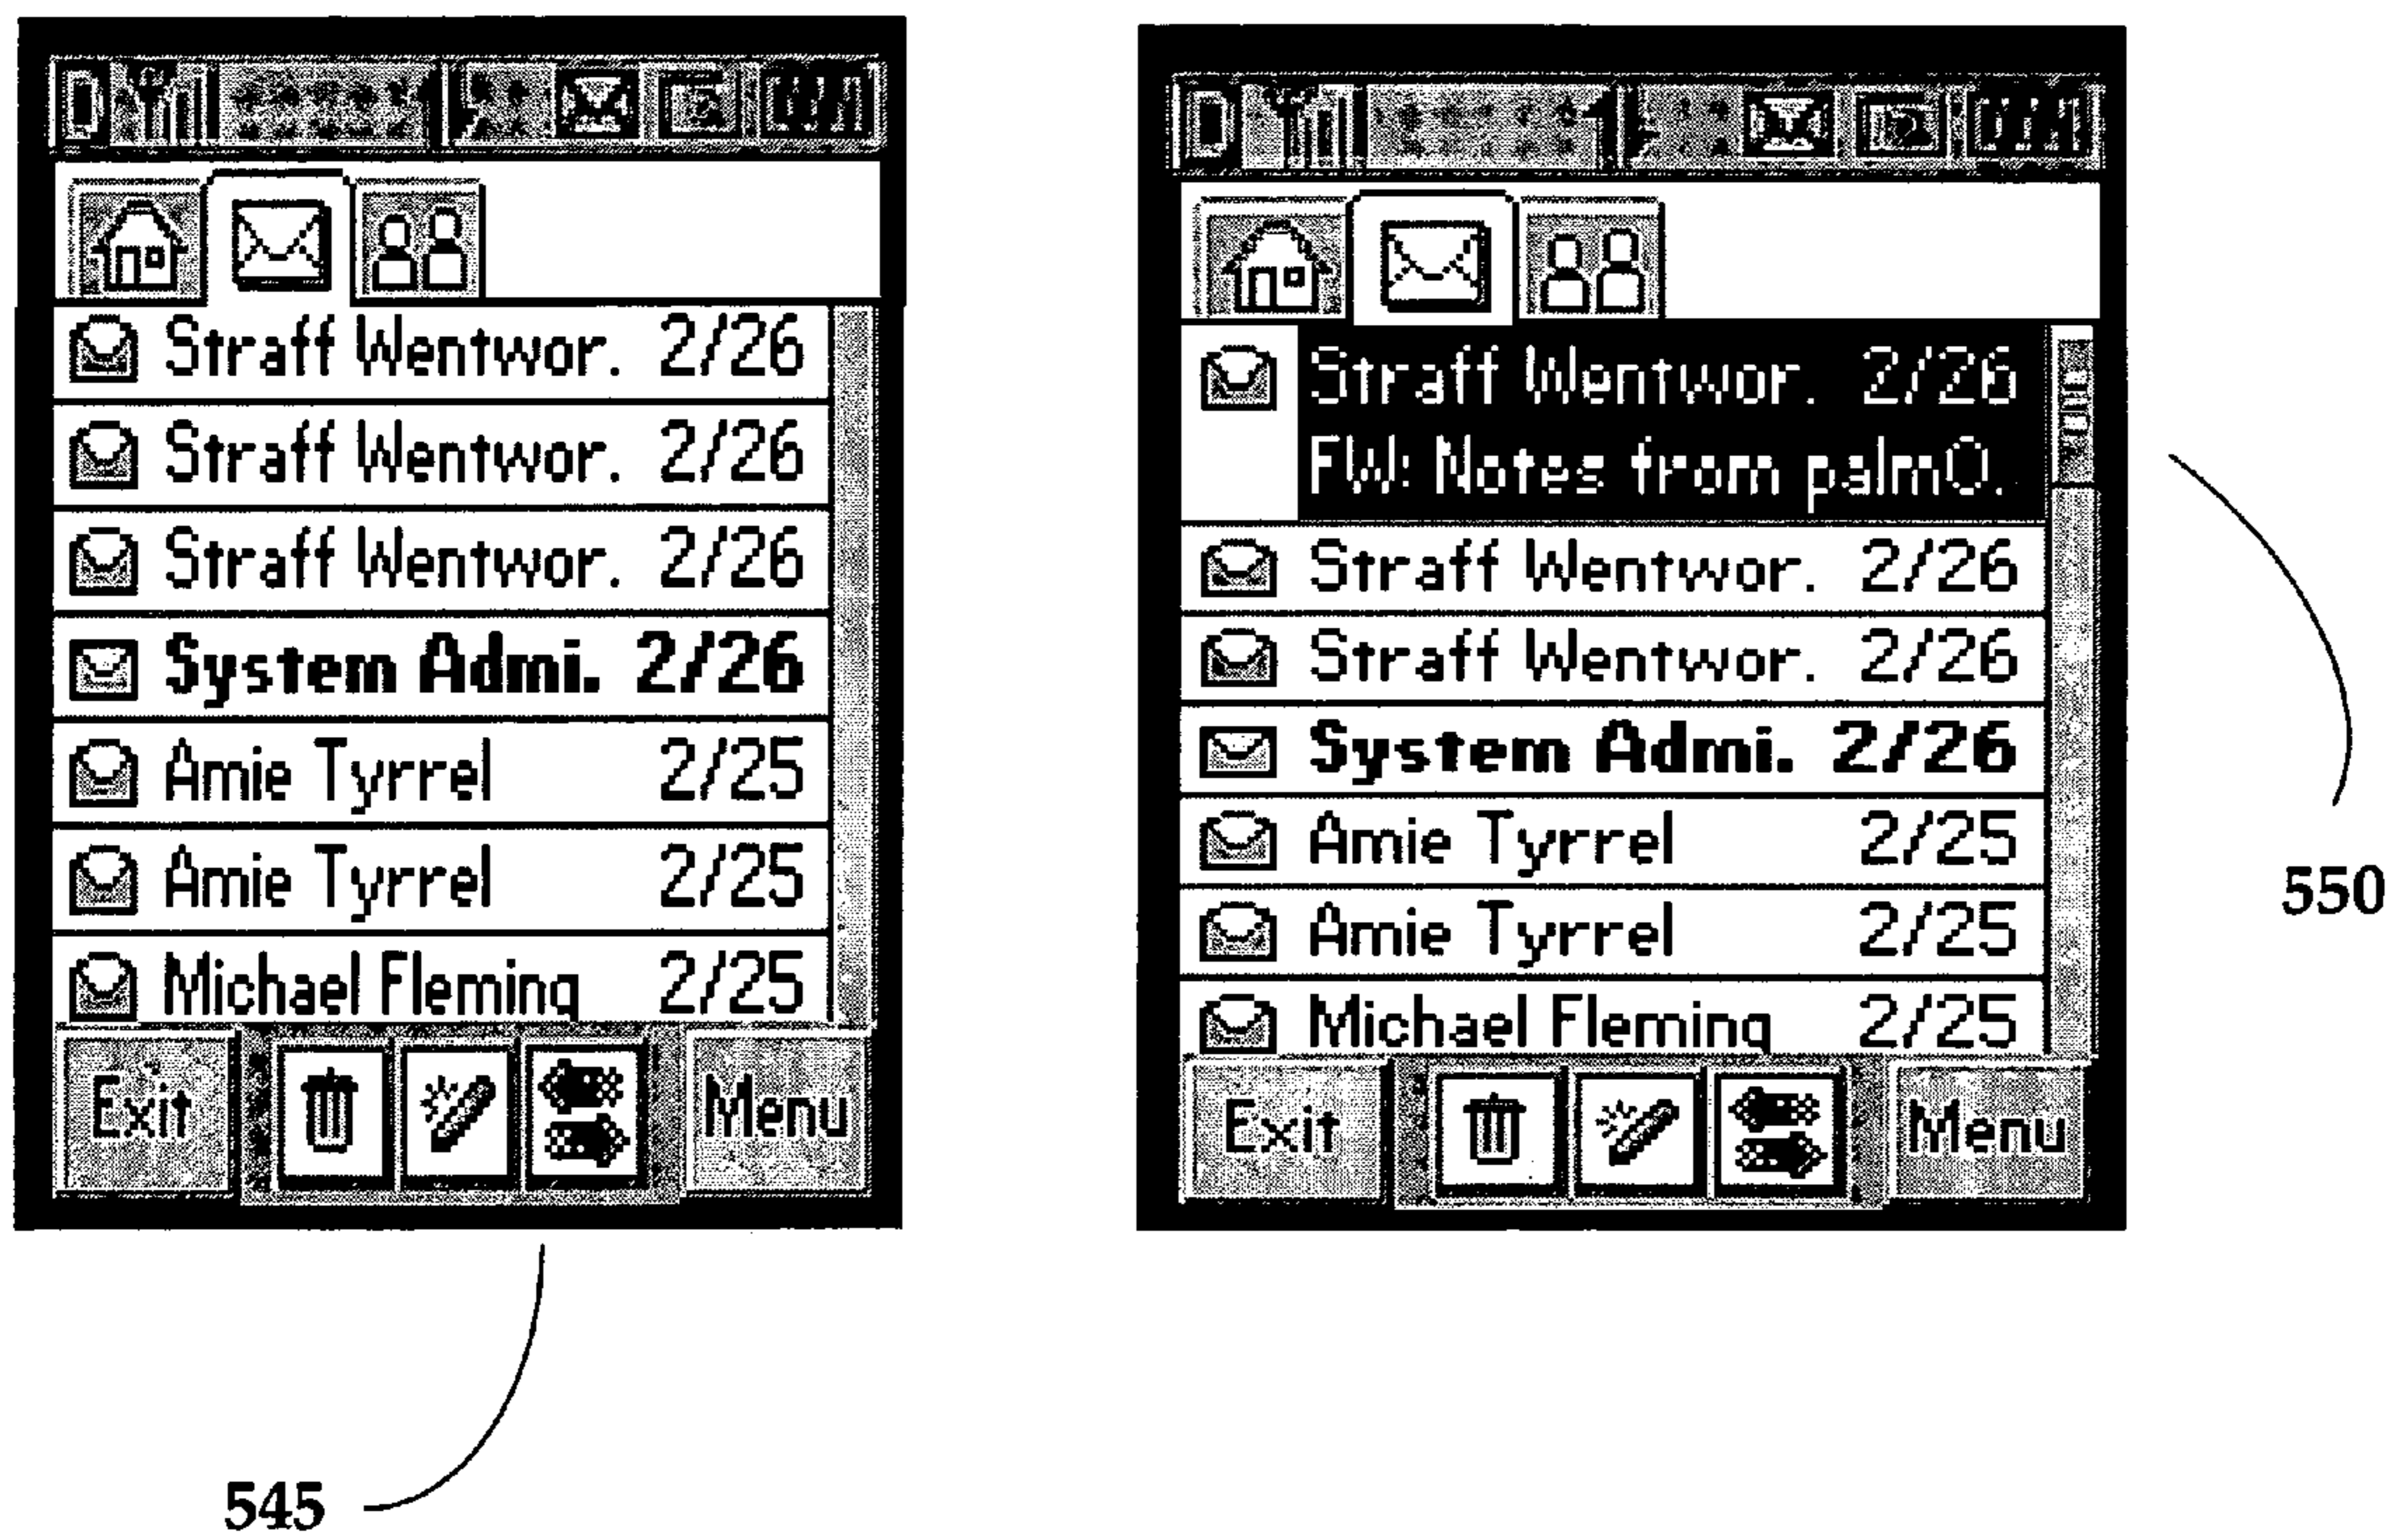 Straff Wentwor. 2/26
Straff Wentwor. 2/26
Straff Wentwor. 2/26
System Admi. 2/26
Amie Tyrrel 2/25
Amie Tyrrel 2/25
Michael Fleming 2/25
Exit Menu
545
Straff Wentwor. 2/26
FW: Notes from palmO.
Straff Wentwor. 2/26
Straff Wentwor. 2/26
System Admi. 2/26
Amie Tyrrel 2/25
Amie Tyrrel 2/25
Michael Fleming 2/25
Exit Menu
550